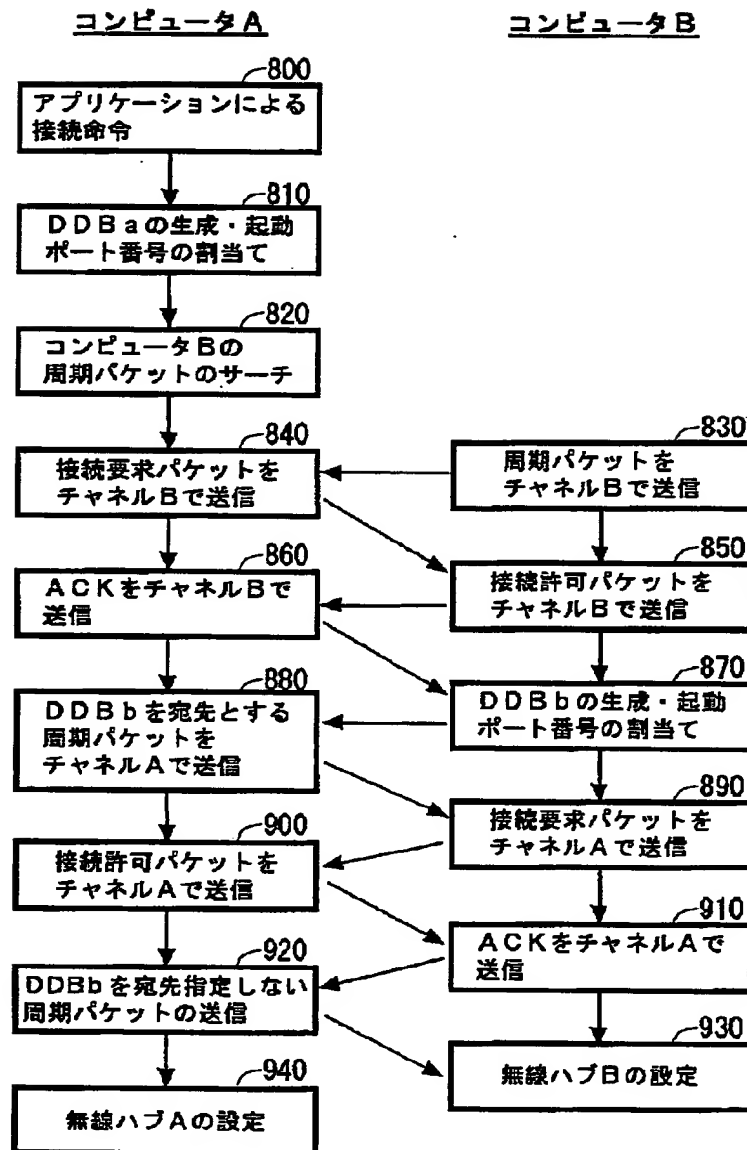 コンピュータA
コンピュータB
800
アプリケーションによる
接続命令
810
DDBaの生成・起動
ポート番号の割当て
820
コンピュータBの
周期パケットのサーチ
840
接続要求パケットを
チャネルBで送信
830
周期パケットを
チャネルBで送信
860
ACKをチャネルBで
送信
850
接続許可パケットを
チャネルBで送信
880
DDBbを宛先とする
周期パケットを
チャネルAで送信
870
DDBbの生成・起動
ポート番号の割当て
900
接続許可パケットを
チャネルAで送信
890
接続要求パケットを
チャネルAで送信
920
DDBbを宛先指定しない
周期パケットの送信
910
ACKをチャネルAで
送信
940
無線ハブAの設定
930
無線ハブBの設定